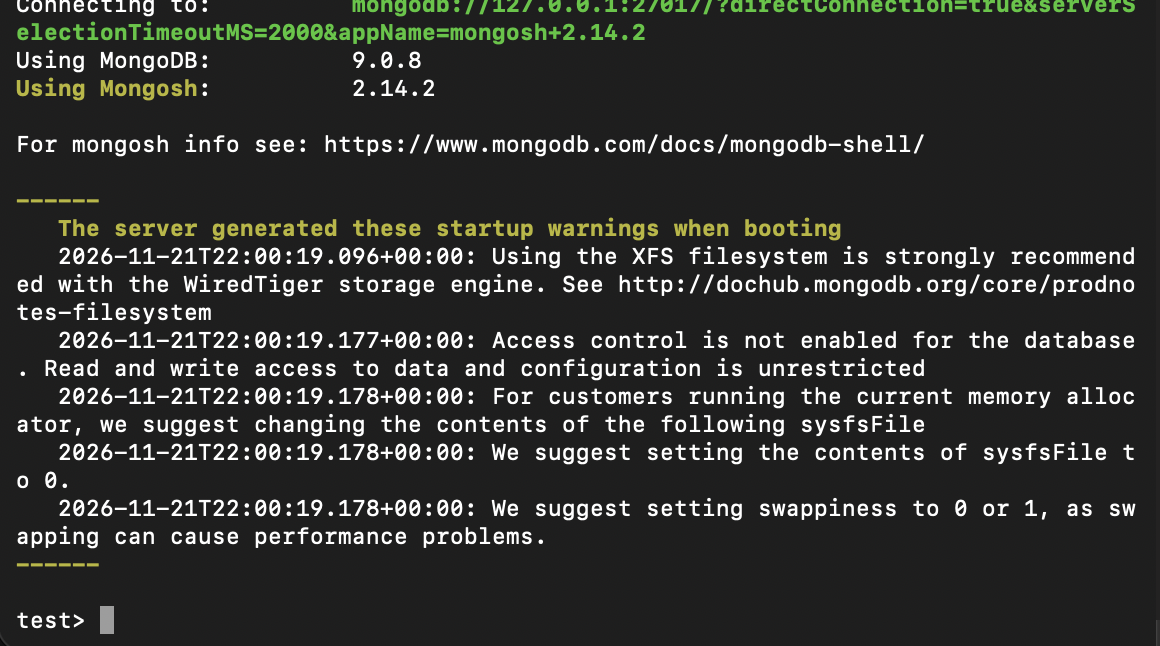 Connecting to:          mongodb://127.0.0.1:27017/?directConnection=true&serverS
electionTimeoutMS=2000&appName=mongosh+2.14.2
Using MongoDB:          9.0.8
Using Mongosh:          2.14.2
For mongosh info see: https://www.mongodb.com/docs/mongodb-shell/
------
   The server generated these startup warnings when booting
   2026-11-21T22:00:19.096+00:00: Using the XFS filesystem is strongly recommend
ed with the WiredTiger storage engine. See http://dochub.mongodb.org/core/prodno
tes-filesystem
   2026-11-21T22:00:19.177+00:00: Access control is not enabled for the database
. Read and write access to data and configuration is unrestricted
   2026-11-21T22:00:19.178+00:00: For customers running the current memory alloc
ator, we suggest changing the contents of the following sysfsFile
   2026-11-21T22:00:19.178+00:00: We suggest setting the contents of sysfsFile t
o 0.
   2026-11-21T22:00:19.178+00:00: We suggest setting swappiness to 0 or 1, as sw
apping can cause performance problems.
------
test>